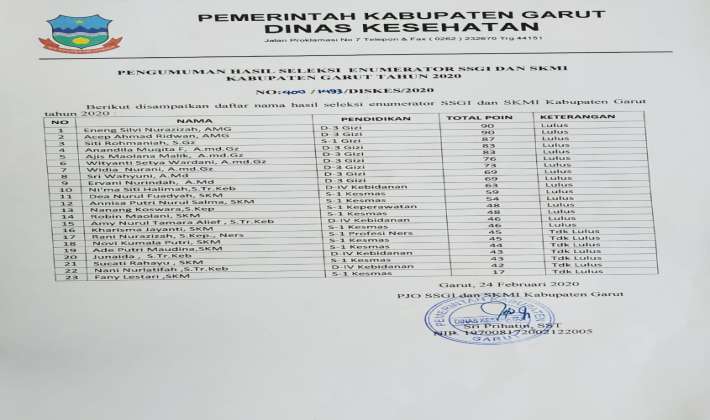 PEMERINTAH KABUPATEN GARUT
DINAS KESEHATAN
Jalan Proklamasi No 7 Telepon & Fax ( 0262 ) 232670 Trg 44151
PENGUMUMAN HASIL SELEKSI ENUMERATOR SSGI DAN SKMI
KABUPATEN GARUT TAHUN 2020
NO:400 /1493/DISKES/2020
Berikut disampaikan daftar nama hasil seleksi enumerator SSGI dan SKMI Kabupaten Garut
tahun 2020 :
NO NAMA PENDIDIKAN TOTAL POIN KETERANGAN
1 Eneng Silvi Nurazizah, AMG D-3 Gizi 90 Lulus
2 Acep Ahmad Ridwan, AMG D-3 Gizi 90 Lulus
3 Siti Rohmaniah, S.Gz S-1 Gizi 87 Lulus
4 Anandita Muqita F, A.md.Gz D-3 Gizi 83 Lulus
5 Ajis Maolana Malik, A.md.Gz D-3 Gizi 83 Lulus
6 Wityanti Setya Wardani, A.md.Gz D-3 Gizi 76 Lulus
7 Widia Nurani, A.md.Gz D-3 Gizi 73 Lulus
8 Sri Wahyuni, A.Md D-3 Gizi 69 Lulus
9 Ervani Nurindah, A.Md D-3 Gizi 69 Lulus
10 Ni'ma Siti Halimah,S.Tr.Keb D-IV Kebidanan 63 Lulus
11 Dea Nurul Fuadyah, SKM S-1 Kesmas 59 Lulus
12 Annisa Putri Nurul Salma, SKM S-1 Kesmas 54 Lulus
13 Nanang Koswara,S.Kep S-1 Keperawatan 48 Lulus
14 Robin Maolani, SKM S-1 Kesmas 48 Lulus
15 Amy Nurul Tamara Alief , S.Tr.Keb D-IV Kebidanan 46 Lulus
16 Kharisma Jayanti, SKM S-1 Kesmas 46 Lulus
17 Rani Nurazizah, S.Kep., Ners S-1 Profesi Ners 45 Tdk Lulus
18 Novi Kumala Putri, SKM S-1 Kesmas 45 Tdk Lulus
19 Ade Putri Maudina,SKM S-1 Kesmas 44 Tdk Lulus
20 Junaida , S.Tr.Keb D-IV Kebidanan 43 Tdk Lulus
21 Sucati Rahayu , SKM S-1 Kesmas 43 Tdk Lulus
22 Nani Nurlatifah ,S.Tr.Keb D-IV Kebidanan 42 Tdk Lulus
23 Fany Lestari ,SKM S-1 Kesmas 17 Tdk Lulus
Garut, 24 Februari 2020
PJO SSGI dan SKMI Kabupaten Garut
PEMERINTAH KABUPATEN
DINAS KESEHATAN
GARUT
Sri Prihatin, SST
NIP. 197008172002122005